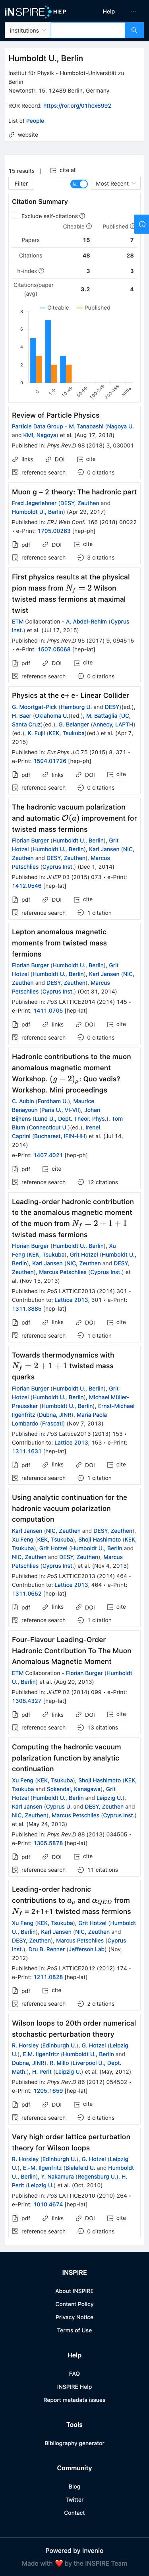 iNSPIRE HEP
Help
institutions
Humboldt U., Berlin
Institut für Physik - Humboldt-Universität zu
Berlin
Newtonstr. 15, 12489 Berlin, Germany
ROR Record: https://ror.org/01hcx6992
List of People
website
15 results | cite all
Filter
Most Recent
Citation Summary
Exclude self-citations
Citeable Published
Papers 15 7
Citations 48 28
h-index 3 3
Citations/paper
(avg) 3.2 4
Citeable Published
8
6
4
2
0
0
1–9
10–49
50–99
100–249
250–499
500+
Review of Particle Physics
Particle Data Group • M. Tanabashi (Nagoya U.
and KMI, Nagoya) et al. (Aug 17, 2018)
Published in: Phys.Rev.D 98 (2018) 3, 030001
links DOI cite
reference search 0 citations
Muon g − 2 theory: The hadronic part
Fred Jegerlehner (DESY, Zeuthen and
Humboldt U., Berlin) (Apr 29, 2017)
Published in: EPJ Web Conf. 166 (2018) 00022
• e-Print: 1705.00263 [hep-ph]
pdf DOI cite
reference search 3 citations
First physics results at the physical
pion mass from Nf = 2 Wilson
twisted mass fermions at maximal
twist
ETM Collaboration • A. Abdel-Rehim (Cyprus
Inst.) et al. (Jul 17, 2015)
Published in: Phys.Rev.D 95 (2017) 9, 094515
• e-Print: 1507.05068 [hep-lat]
pdf DOI cite
reference search 0 citations
Physics at the e+ e- Linear Collider
G. Moortgat-Pick (Hamburg U. and DESY)(ed.),
H. Baer (Oklahoma U.)(ed.), M. Battaglia (UC,
Santa Cruz)(ed.), G. Belanger (Annecy, LAPTH)
(ed.), K. Fujii (KEK, Tsukuba)(ed.) et al. (Apr 7,
2015)
Published in: Eur.Phys.J.C 75 (2015) 8, 371 •
e-Print: 1504.01726 [hep-ph]
pdf links DOI cite
reference search 0 citations
The hadronic vacuum polarization
and automatic O(a) improvement for
twisted mass fermions
Florian Burger (Humboldt U., Berlin), Grit
Hotzel (Humboldt U., Berlin), Karl Jansen (NIC,
Zeuthen and DESY, Zeuthen), Marcus
Petschlies (Cyprus Inst.) (Dec 1, 2014)
Published in: JHEP 03 (2015) 073 • e-Print:
1412.0546 [hep-lat]
pdf DOI cite
reference search 1 citation
Lepton anomalous magnetic
moments from twisted mass
fermions
Florian Burger (Humboldt U., Berlin), Grit
Hotzel (Humboldt U., Berlin), Karl Jansen (NIC,
Zeuthen and DESY, Zeuthen), Marcus
Petschlies (Cyprus Inst.) (Oct 31, 2014)
Published in: PoS LATTICE2014 (2014) 145 •
e-Print: 1411.0705 [hep-lat]
pdf links DOI cite
reference search 0 citations
Hadronic contributions to the muon
anomalous magnetic moment
Workshop. (g − 2)μ: Quo vadis?
Workshop. Mini proceedings
C. Aubin (Fordham U.), Maurice
Benayoun (Paris U., VI-VII), Johan
Bijnens (Lund U., Dept. Theor. Phys.), Tom
Blum (Connecticut U.)(ed.), Irenel
Caprini (Bucharest, IFIN-HH) et al. (Jul 14,
2014)
e-Print: 1407.4021 [hep-ph]
pdf cite
reference search 12 citations
Leading-order hadronic contribution
to the anomalous magnetic moment
of the muon from Nf = 2 + 1 + 1
twisted mass fermions
Florian Burger (Humboldt U., Berlin), Xu
Feng (KEK, Tsukuba), Grit Hotzel (Humboldt U.,
Berlin), Karl Jansen (NIC, Zeuthen and DESY,
Zeuthen), Marcus Petschlies (Cyprus Inst.) et
al. (Nov 15, 2013)
Published in: PoS LATTICE2013 (2014) 301 •
Contribution to: Lattice 2013, 301 • e-Print:
1311.3885 [hep-lat]
pdf links DOI cite
reference search 1 citation
Towards thermodynamics with
Nf = 2 + 1 + 1 twisted mass
quarks
Florian Burger (Humboldt U., Berlin), Grit
Hotzel (Humboldt U., Berlin), Michael Müller-
Preussker (Humboldt U., Berlin), Ernst-Michael
Ilgenfritz (Dubna, JINR), Maria Paola
Lombardo (Frascati) (Nov 7, 2013)
Published in: PoS Lattice2013 (2013) 153 •
Contribution to: Lattice 2013, 153 • e-Print:
1311.1631 [hep-lat]
pdf links DOI cite
reference search 1 citation
Using analytic continuation for the
hadronic vacuum polarization
computation
Karl Jansen (NIC, Zeuthen and DESY, Zeuthen),
Xu Feng (KEK, Tsukuba), Shoji Hashimoto (KEK,
Tsukuba), Grit Hotzel (Humboldt U., Berlin and
NIC, Zeuthen and DESY, Zeuthen), Marcus
Petschlies (Cyprus Inst.) et al. (Nov 4, 2013)
Published in: PoS LATTICE2013 (2014) 464 •
Contribution to: Lattice 2013, 464 • e-Print:
1311.0652 [hep-lat]
pdf links DOI cite
reference search 1 citation
Four-Flavour Leading-Order
Hadronic Contribution To The Muon
Anomalous Magnetic Moment
ETM Collaboration • Florian Burger (Humboldt
U., Berlin) et al. (Aug 20, 2013)
Published in: JHEP 02 (2014) 099 • e-Print:
1308.4327 [hep-lat]
pdf links DOI cite
reference search 13 citations
Computing the hadronic vacuum
polarization function by analytic
continuation
Xu Feng (KEK, Tsukuba), Shoji Hashimoto (KEK,
Tsukuba and Sokendai, Kanagawa), Grit
Hotzel (Humboldt U., Berlin and Leipzig U.),
Karl Jansen (Cyprus U. and DESY, Zeuthen and
NIC, Zeuthen), Marcus Petschlies (Cyprus Inst.)
et al. (May 24, 2013)
Published in: Phys.Rev.D 88 (2013) 034505 •
e-Print: 1305.5878 [hep-lat]
pdf DOI cite
reference search 11 citations
Leading-order hadronic
contributions to aμ and αQED from
Nf = 2+1+1 twisted mass fermions
Xu Feng (KEK, Tsukuba), Grit Hotzel (Humboldt
U., Berlin), Karl Jansen (NIC, Zeuthen and
DESY, Zeuthen), Marcus Petschlies (Cyprus
Inst.), Dru B. Renner (Jefferson Lab) (Nov,
2012)
Published in: PoS LATTICE2012 (2012) 174 •
e-Print: 1211.0828 [hep-lat]
pdf cite
reference search 2 citations
Wilson loops to 20th order numerical
stochastic perturbation theory
R. Horsley (Edinburgh U.), G. Hotzel (Leipzig
U.), E.M. Ilgenfritz (Humboldt U., Berlin and
Dubna, JINR), R. Millo (Liverpool U., Dept.
Math.), H. Perlt (Leipzig U.) et al. (May, 2012)
Published in: Phys.Rev.D 86 (2012) 054502 •
e-Print: 1205.1659 [hep-lat]
pdf DOI cite
reference search 3 citations
Very high order lattice perturbation
theory for Wilson loops
R. Horsley (Edinburgh U.), G. Hotzel (Leipzig
U.), E.-M. Ilgenfritz (Bielefeld U. and Humboldt
U., Berlin), Y. Nakamura (Regensburg U.), H.
Perlt (Leipzig U.) et al. (Oct, 2010)
Published in: PoS LATTICE2010 (2010) 264 •
e-Print: 1010.4674 [hep-lat]
pdf links DOI cite
reference search 0 citations
INSPIRE
About INSPIRE
Content Policy
Privacy Notice
Terms of Use
Help
FAQ
INSPIRE Help
Report metadata issues
Tools
Bibliography generator
Community
Blog
Twitter
Contact
Powered by Invenio
Made with ❤️ by the INSPIRE Team